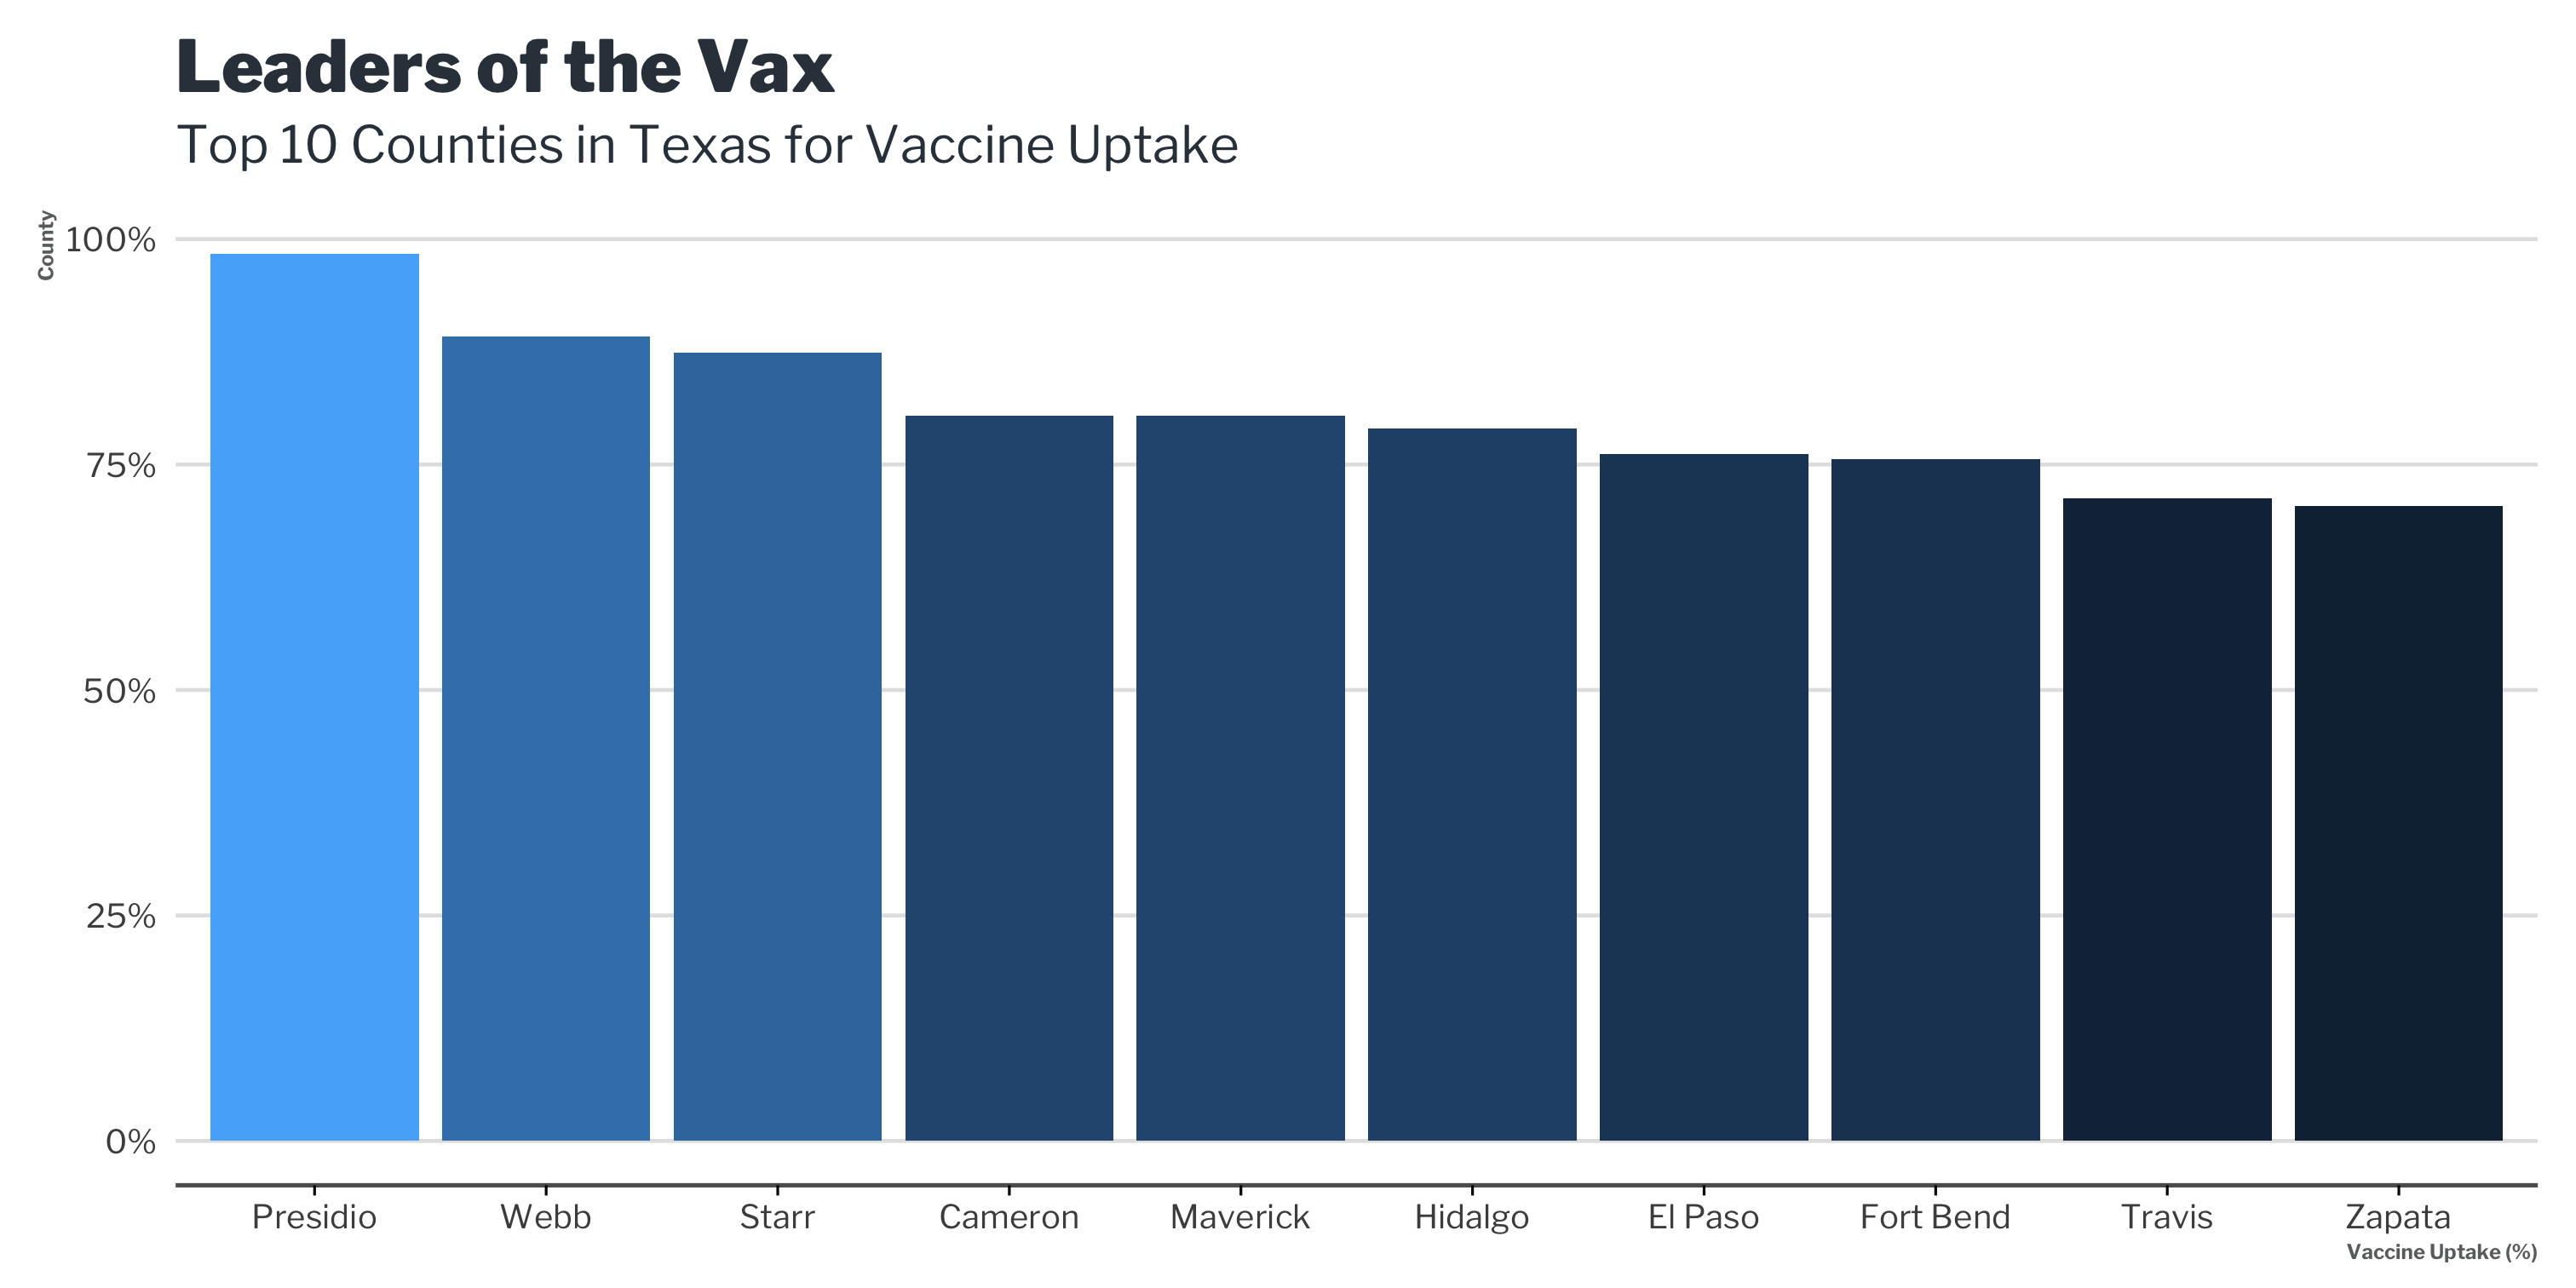 Leaders of the Vax
Top 10 Counties in Texas for Vaccine Uptake
County
100%
75%
50%
25%
0%
Presidio Webb Starr Cameron Maverick Hidalgo El Paso Fort Bend Travis Zapata
Vaccine Uptake (%)